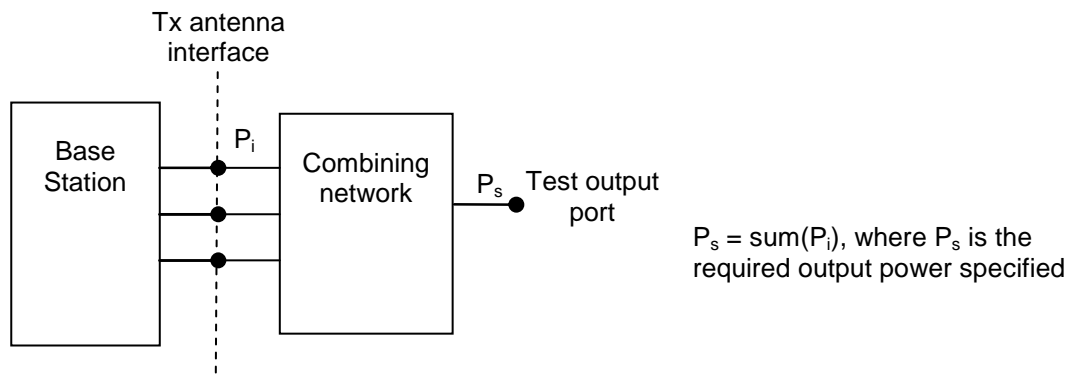 Tx antenna
interface
Base
Station
Pi
Combining
network
Ps
Test output
port
Ps = sum(Pi), where Ps is the
required output power specified